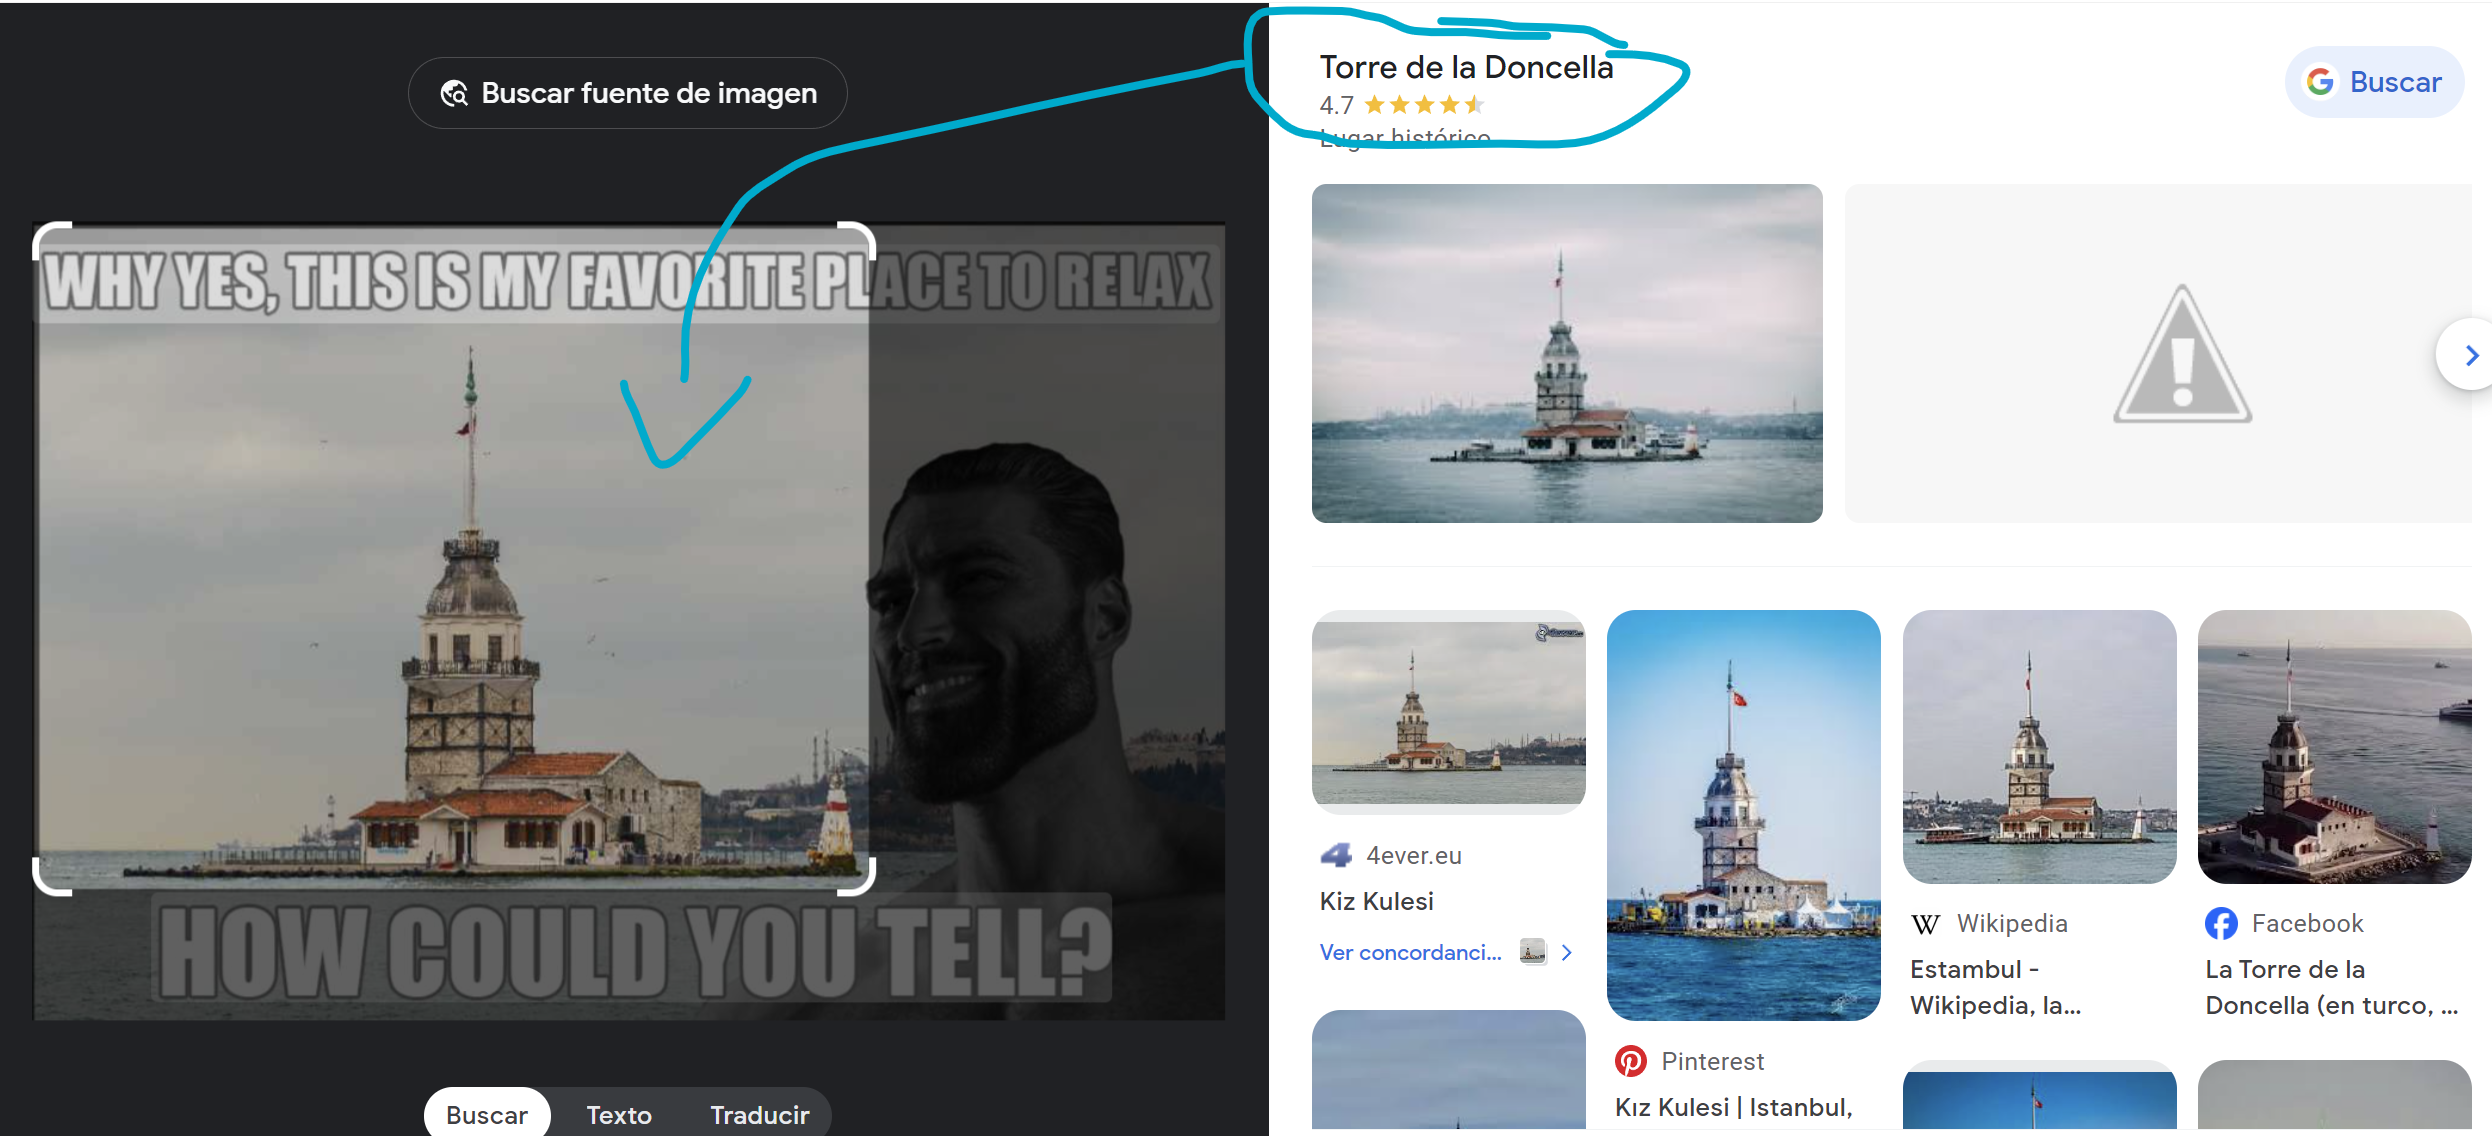 Buscar fuente de imagen
WHY YES, THIS IS MY FAVORITE PLACE TO RELAX
HOW COULD YOU TELL?
Buscar
Texto
Traducir
Torre de la Doncella
4.7
Lugar histórico
Buscar
4ever.eu
Kiz Kulesi
Ver concordanci...
Pinterest
Kız Kulesi | Istanbul,
W Wikipedia
Estambul -
Wikipedia, la...
Facebook
La Torre de la
Doncella (en turco, ...